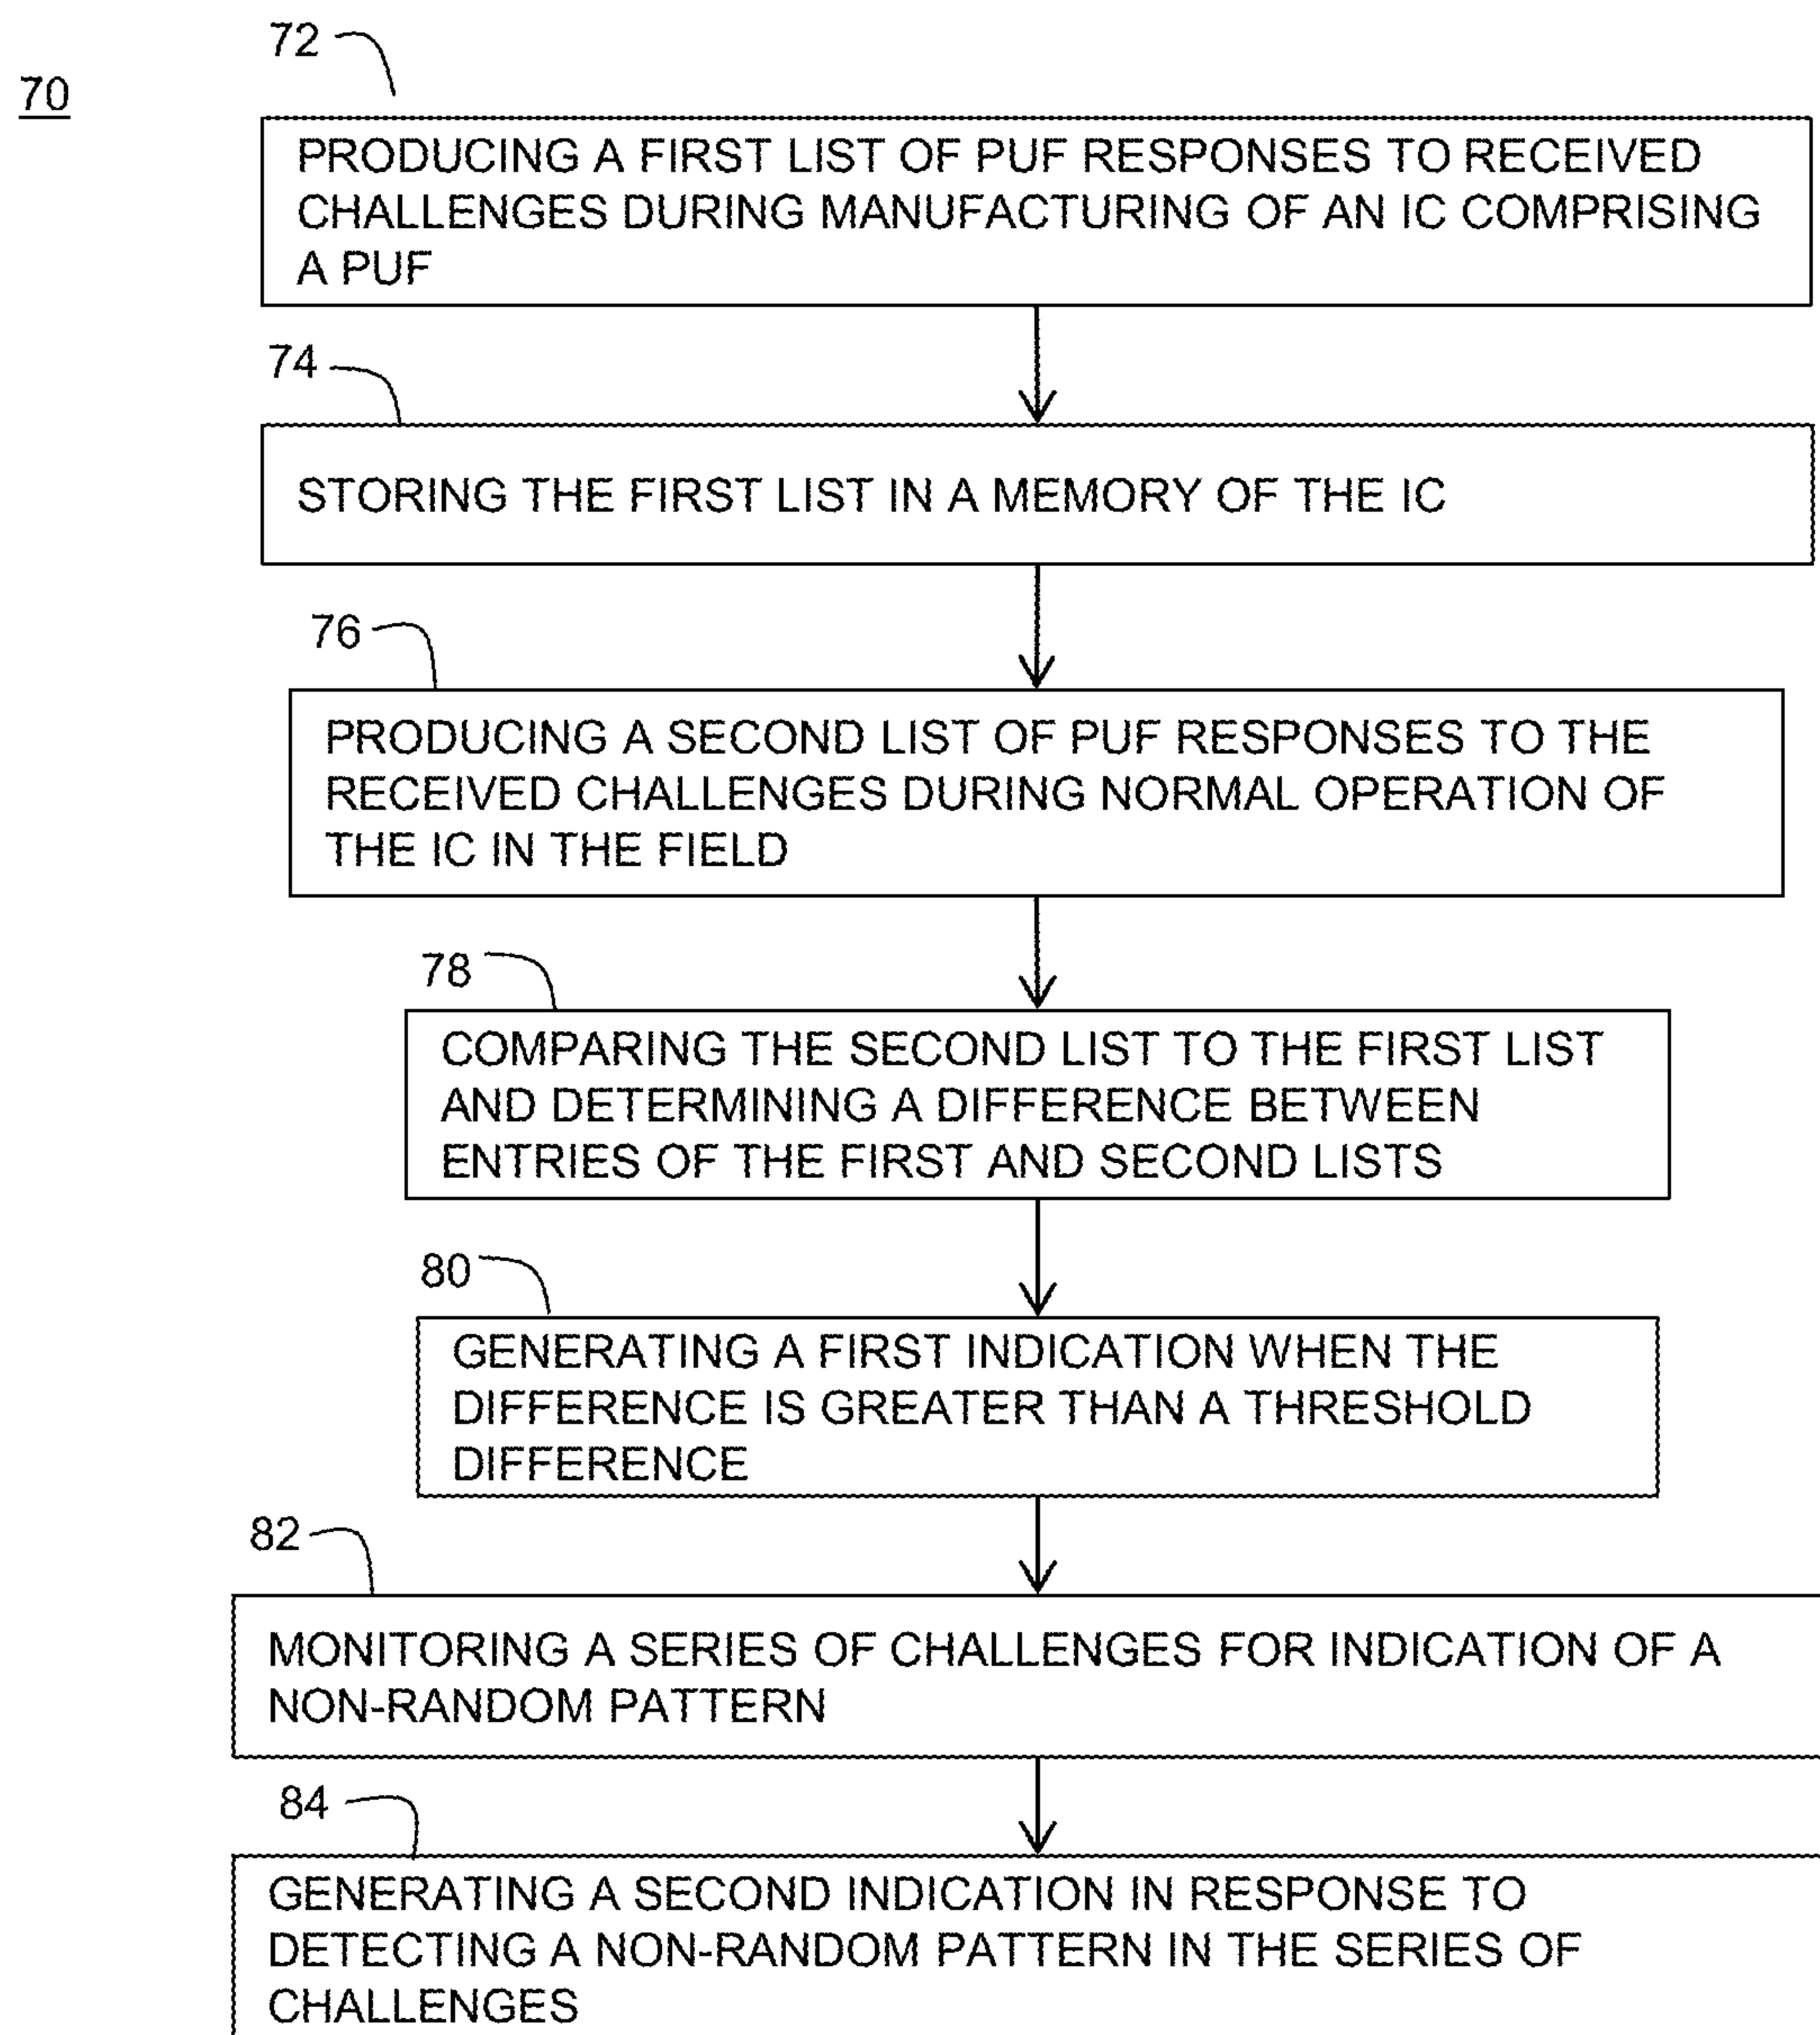 72
70
PRODUCING A FIRST LIST OF PUF RESPONSES TO RECEIVED
CHALLENGES DURING MANUFACTURING OF AN IC COMPRISING
A PUF
74
STORING THE FIRST LIST IN A MEMORY OF THE IC
76
PRODUCING A SECOND LIST OF PUF RESPONSES TO THE
RECEIVED CHALLENGES DURING NORMAL OPERATION OF
THE IC IN THE FIELD
78
COMPARING THE SECOND LIST TO THE FIRST LIST
AND DETERMINING A DIFFERENCE BETWEEN
ENTRIES OF THE FIRST AND SECOND LISTS
80
GENERATING A FIRST INDICATION WHEN THE
DIFFERENCE IS GREATER THAN A THRESHOLD
DIFFERENCE
82
MONITORING A SERIES OF CHALLENGES FOR INDICATION OF A
NON-RANDOM PATTERN
84
GENERATING A SECOND INDICATION IN RESPONSE TO
DETECTING A NON-RANDOM PATTERN IN THE SERIES OF
CHALLENGES